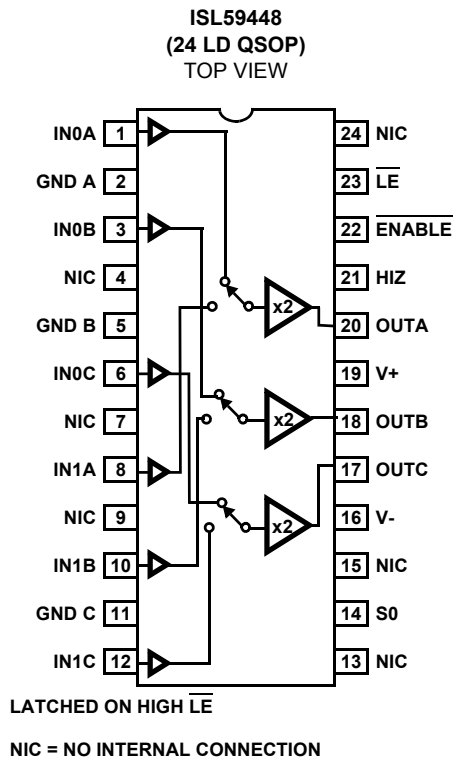 ISL59448
(24 LD QSOP)
TOP VIEW
IN0A 1 24 NIC
GND A 2 23 L̅E̅
IN0B 3 22 E̅N̅A̅B̅L̅E̅
NIC 4 21 HIZ
x2
GND B 5 20 OUTA
IN0C 6 19 V+
NIC 7 x2 18 OUTB
IN1A 8 17 OUTC
NIC 9 x2 16 V-
IN1B 10 15 NIC
GND C 11 14 S0
IN1C 12 13 NIC
LATCHED ON HIGH L̅E̅
NIC = NO INTERNAL CONNECTION